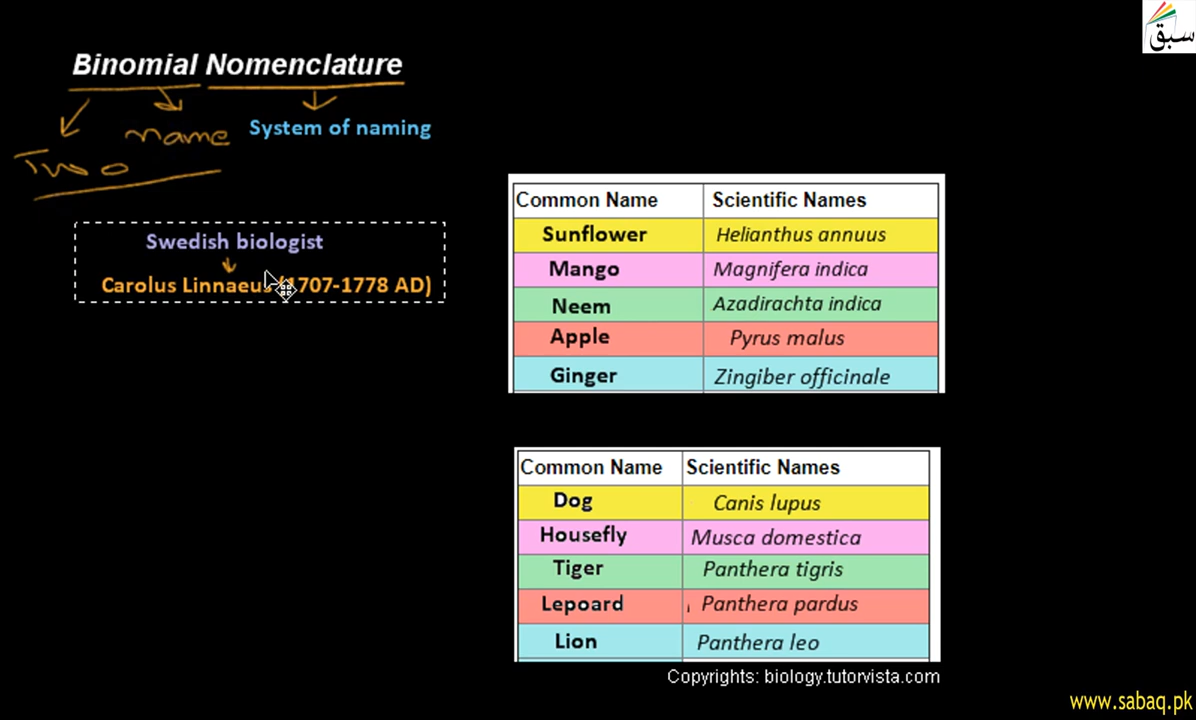 سبق
Binomial Nomenclature
name
System of naming
Two
Swedish biologist
Carolus Linnaeus (1707-1778 AD)
Common Name Scientific Names
Sunflower Helianthus annuus
Mango Magnifera indica
Neem Azadirachta indica
Apple Pyrus malus
Ginger Zingiber officinale
Common Name Scientific Names
Dog Canis lupus
Housefly Musca domestica
Tiger Panthera tigris
Lepoard Panthera pardus
Lion Panthera leo
Copyrights: biology.tutorvista.com
www.sabaq.pk